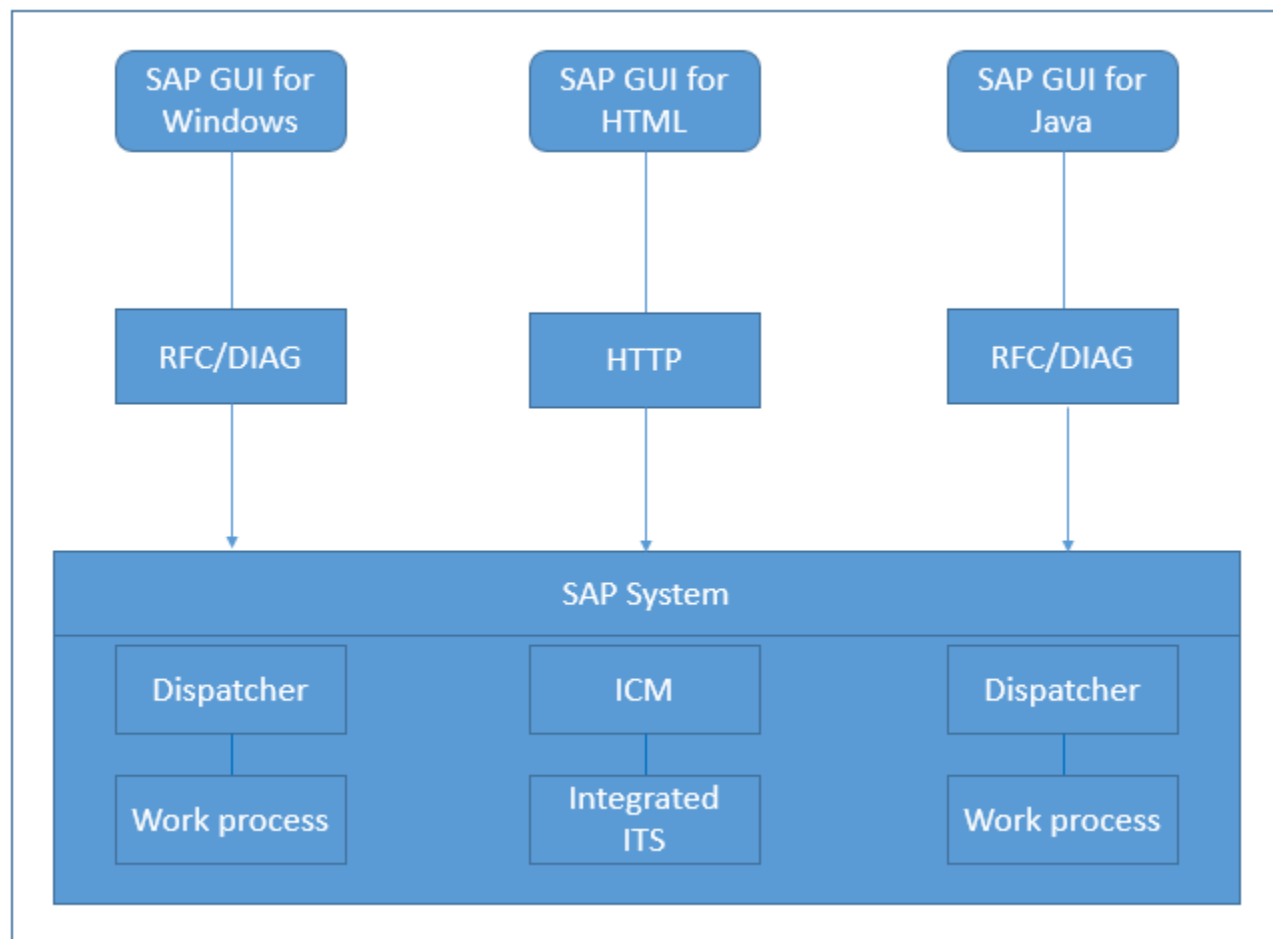 SAP GUI for
Windows
SAP GUI for
HTML
SAP GUI for
Java
RFC/DIAG
HTTP
RFC/DIAG
SAP System
Dispatcher
ICM
Dispatcher
Work process
Integrated
ITS
Work process